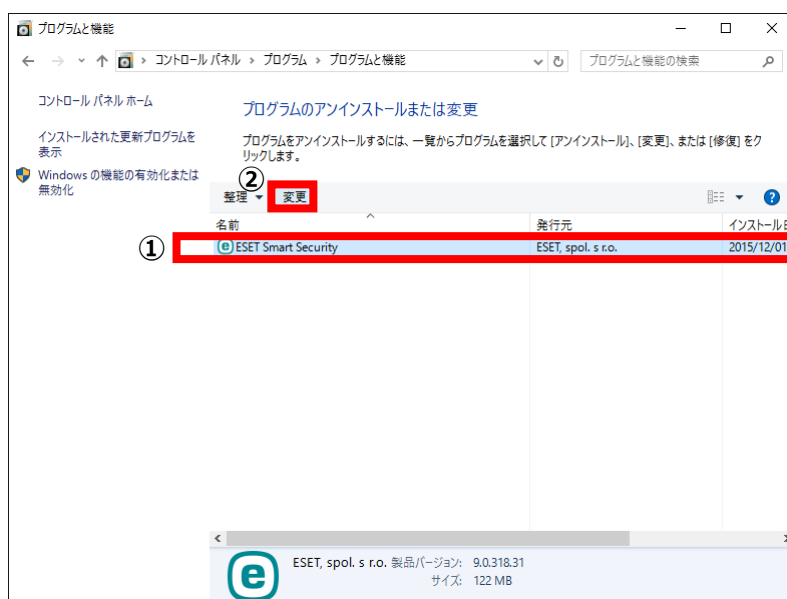 プログラムと機能
コントロール パネル › プログラム › プログラムと機能
プログラムと機能の検索
コントロール パネル ホーム
インストールされた更新プログラムを
表示
Windows の機能の有効化または
無効化
プログラムのアンインストールまたは変更
プログラムをアンインストールするには、一覧からプログラムを選択して [アンインストール]、[変更]、または [修復] をク
リックします。
②
整理 変更
名前 発行元 インストール日
① ESET Smart Security ESET, spol. s r.o. 2015/12/01
ESET, spol. s r.o. 製品バージョン: 9.0.318.31
サイズ: 122 MB